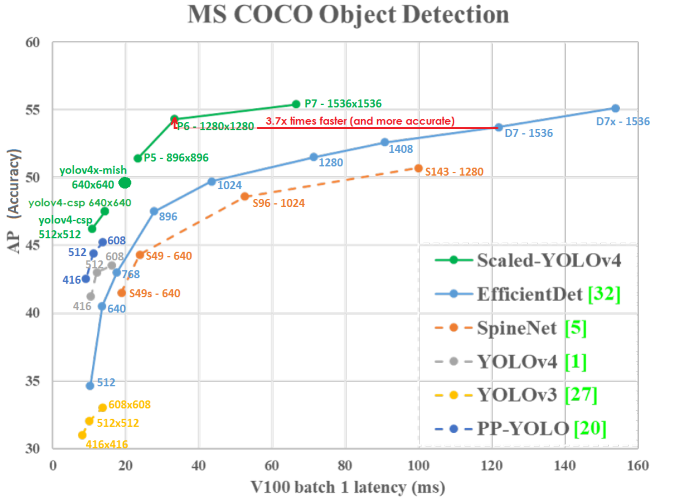 MS COCO Object Detection
60
55
50
45
40
35
30
AP (Accuracy)
P7 - 1536x1536
P6 - 1280x1280
3.7x times faster (and more accurate)
D7 - 1536
D7x - 1536
P5 - 896x896
1280
1408
yolov4x-mish
640x640
1024
S143 - 1280
yolov4-csp 640x640
yolov4-csp
512x512
896
S96 - 1024
608
512
608
512
S49 - 640
416
768
416
S49s - 640
640
512
608x608
512x512
416x416
Scaled-YOLOv4
EfficientDet [32]
SpineNet [5]
YOLOv4 [1]
YOLOv3 [27]
PP-YOLO [20]
0 20 40 60 80 100 120 140 160
V100 batch 1 latency (ms)